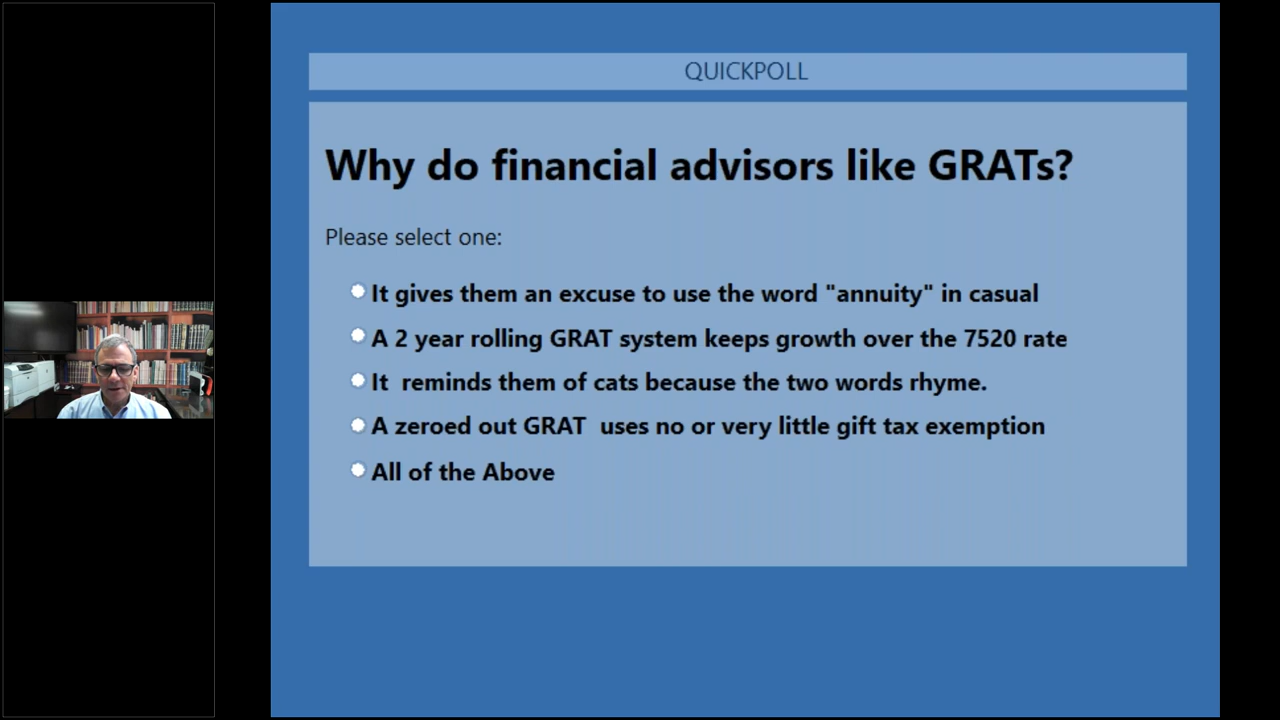 QUICKPOLL
Why do financial advisors like GRATs?
Please select one:
It gives them an excuse to use the word "annuity" in casual
A 2 year rolling GRAT system keeps growth over the 7520 rate
It reminds them of cats because the two words rhyme.
A zeroed out GRAT uses no or very little gift tax exemption
All of the Above